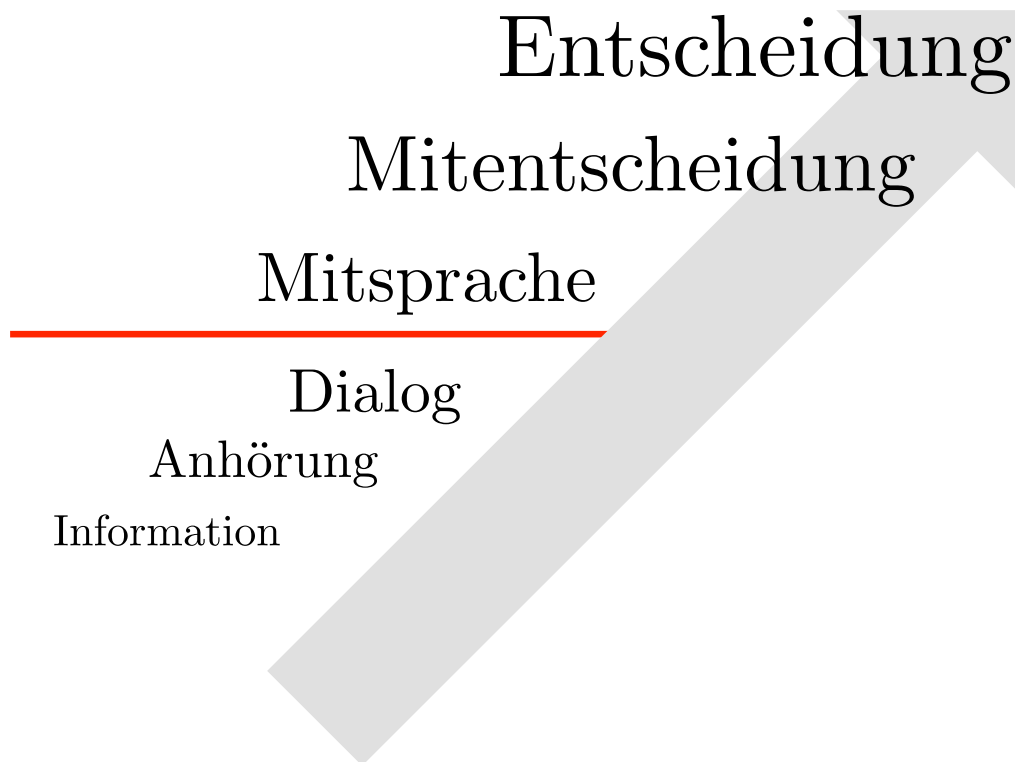 Entscheidung
Mitentscheidung
Mitsprache
Dialog
Anhörung
Information